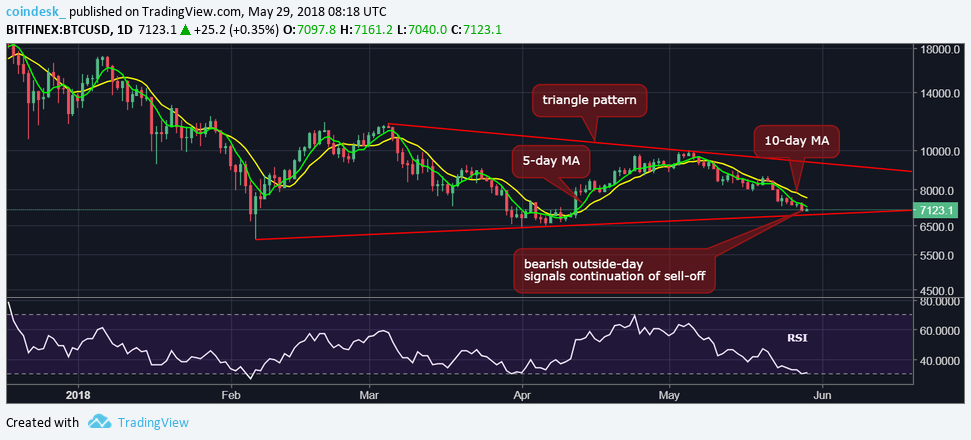 coindesk_ published on TradingView.com, May 29, 2018 08:18 UTC
BITFINEX:BTCUSD, 1D 7123.1 ▲ +25.2 (+0.35%) O:7097.8 H:7161.2 L:7040.0 C:7123.1
18000.0
14000.0
triangle pattern
10-day MA
10000.0
5-day MA
8000.0
7123.1
6500.0
bearish outside-day
signals continuation of sell-off
5500.0
4500.0
80.0000
RSI
60.0000
40.0000
2018 Feb Mar Apr May Jun
Created with TradingView